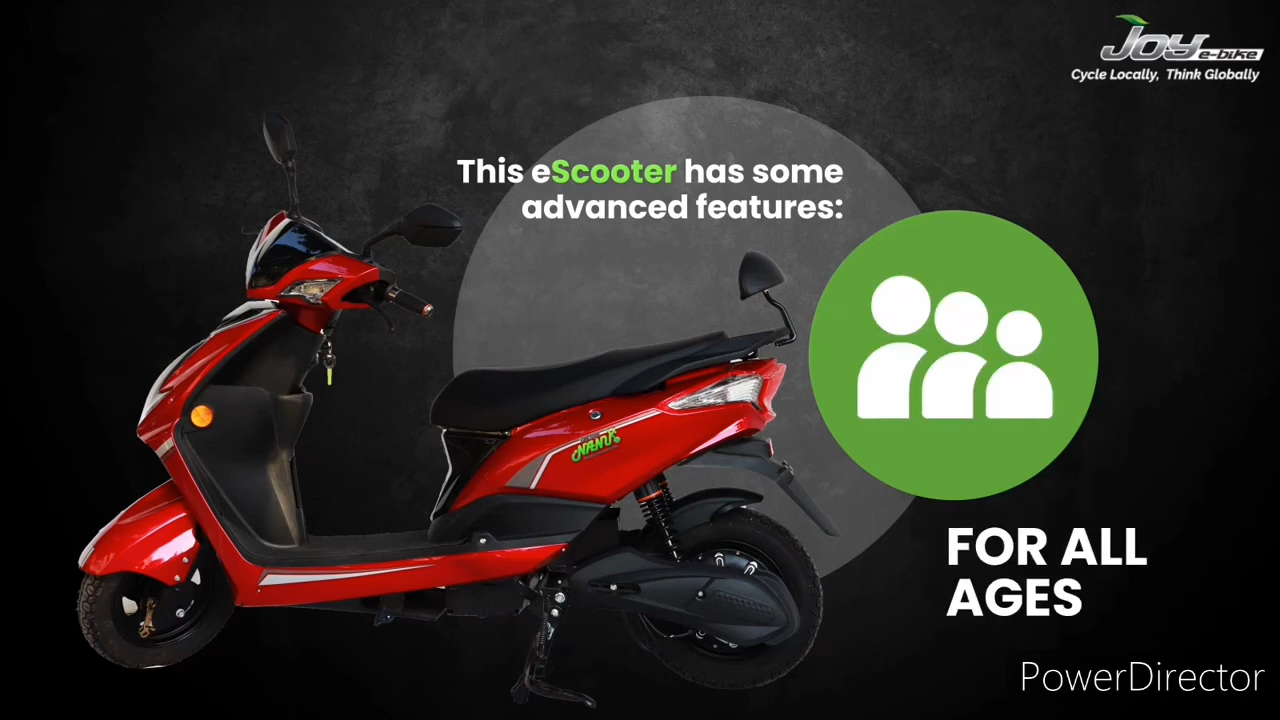 Joy e-bike
Cycle Locally, Think Globally
This eScooter has some
advanced features:
FOR ALL
AGES
PowerDirector